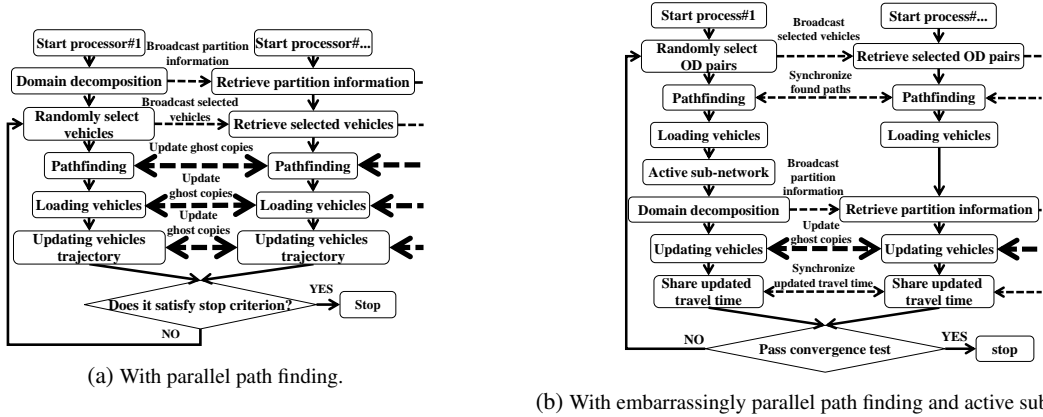 Start processor#1
Broadcast partition
information
Start processor#...
Domain decomposition
Retrieve partition information
Randomly select
vehicles
Broadcast selected
vehicles
Retrieve selected vehicles
Pathfinding
Update ghost copies
Pathfinding
Loading vehicles
Update
ghost copies
Loading vehicles
Updating vehicles
trajectory
Update
ghost copies
Updating vehicles
trajectory
Does it satisfy stop criterion?
YES
Stop
NO
(a) With parallel path finding.
Start process#1
Broadcast
selected vehicles
Start process#...
Randomly select
OD pairs
Retrieve selected OD pairs
Pathfinding
Synchronize
found paths
Pathfinding
Loading vehicles
Loading vehicles
Active sub-network
Broadcast
partition
information
Domain decomposition
Retrieve partition information
Updating vehicles
Update
ghost copies
Updating vehicles
Share updated
travel time
Synchronize
updated travel time
Share updated
travel time
Pass convergence test
NO
YES
stop
(b) With embarrassingly parallel path finding and active sub